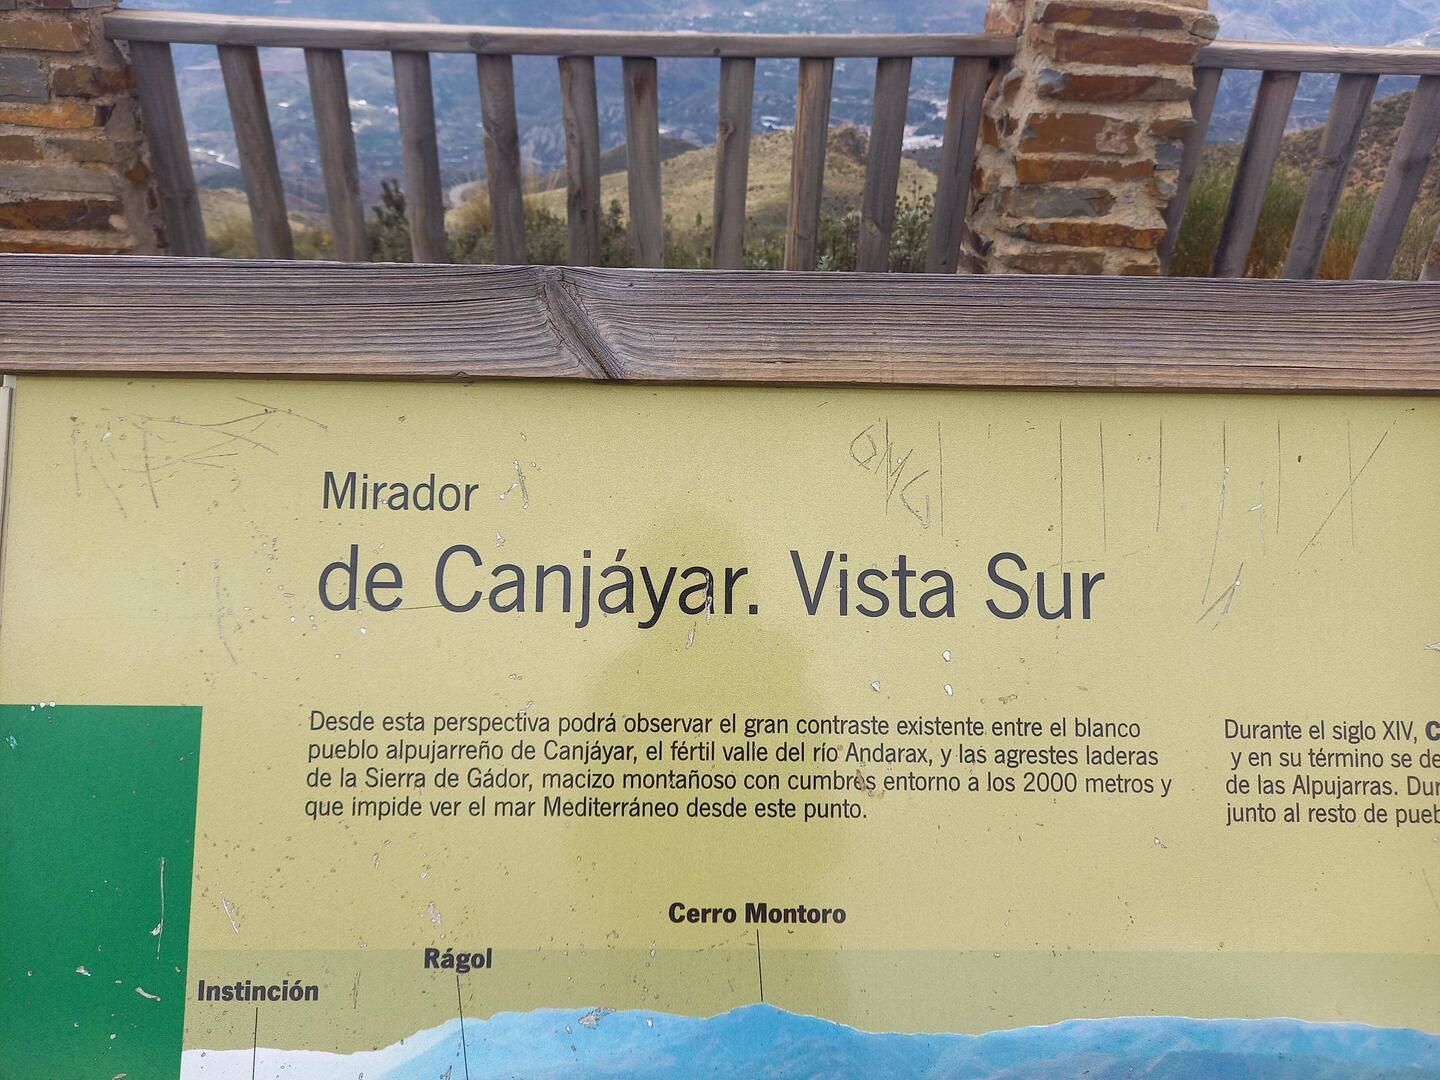 OMG
Mirador
de Canjáyar. Vista Sur
Desde esta perspectiva podrá observar el gran contraste existente entre el blanco
pueblo alpujarreño de Canjáyar, el fértil valle del río Andarax, y las agrestes laderas
de la Sierra de Gádor, macizo montañoso con cumbres entorno a los 2000 metros y
que impide ver el mar Mediterráneo desde este punto.
Durante el siglo XIV, C
y en su término se de
de las Alpujarras. Dur
junto al resto de pueb
Cerro Montoro
Rágol
Instinción